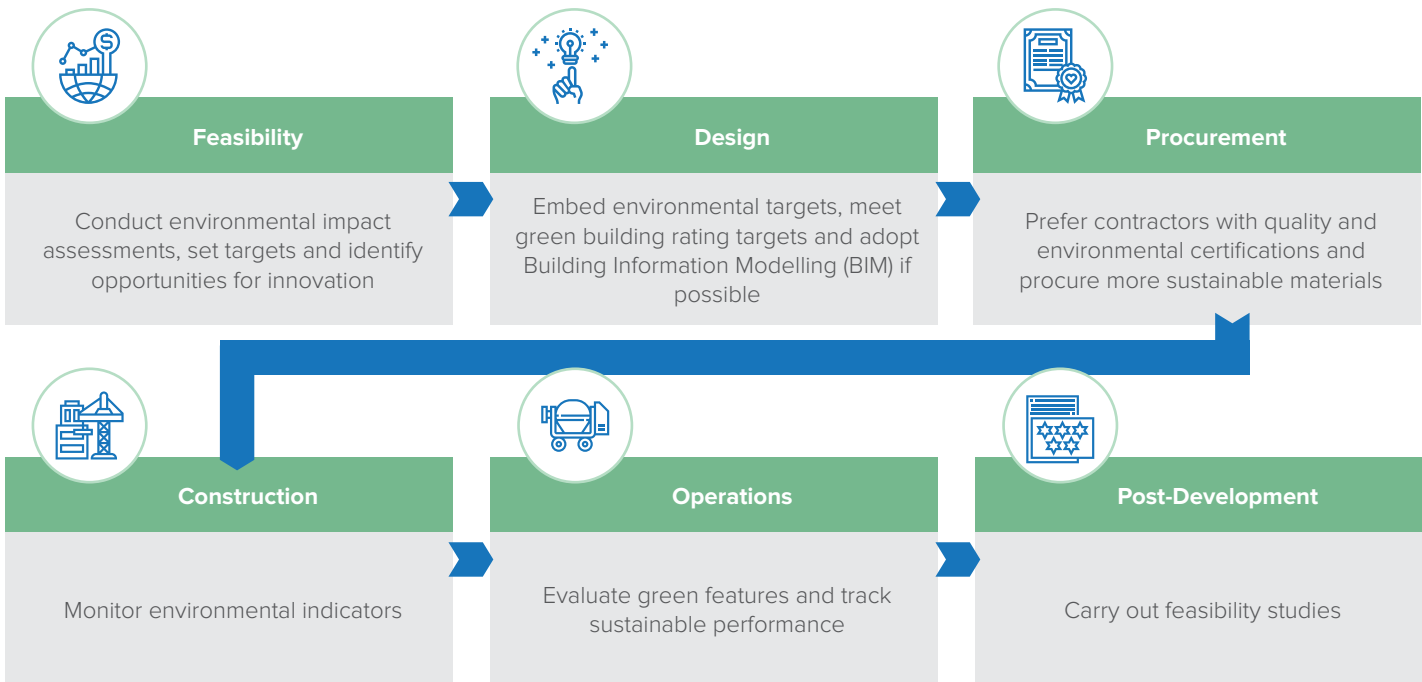 Feasibility
Conduct environmental impact
assessments, set targets and identify
opportunities for innovation
Design
Embed environmental targets, meet
green building rating targets and adopt
Building Information Modelling (BIM) if
possible
Procurement
Prefer contractors with quality and
environmental certifications and
procure more sustainable materials
Construction
Monitor environmental indicators
Operations
Evaluate green features and track
sustainable performance
Post-Development
Carry out feasibility studies